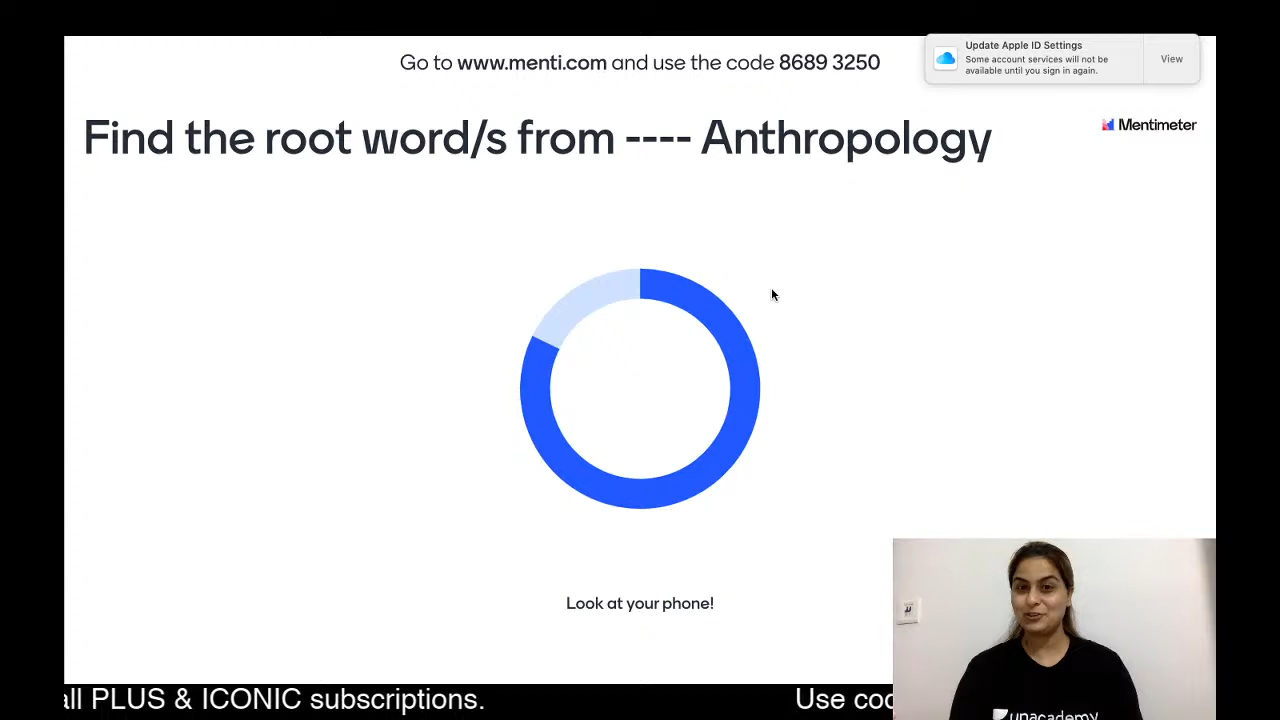 Go to www.menti.com and use the code 8689 3250
Update Apple ID Settings
Some account services will not be
available until you sign in again.
View
Find the root word/s from ---- Anthropology
Mentimeter
Look at your phone!
all PLUS & ICONIC subscriptions.
Use
unacademy